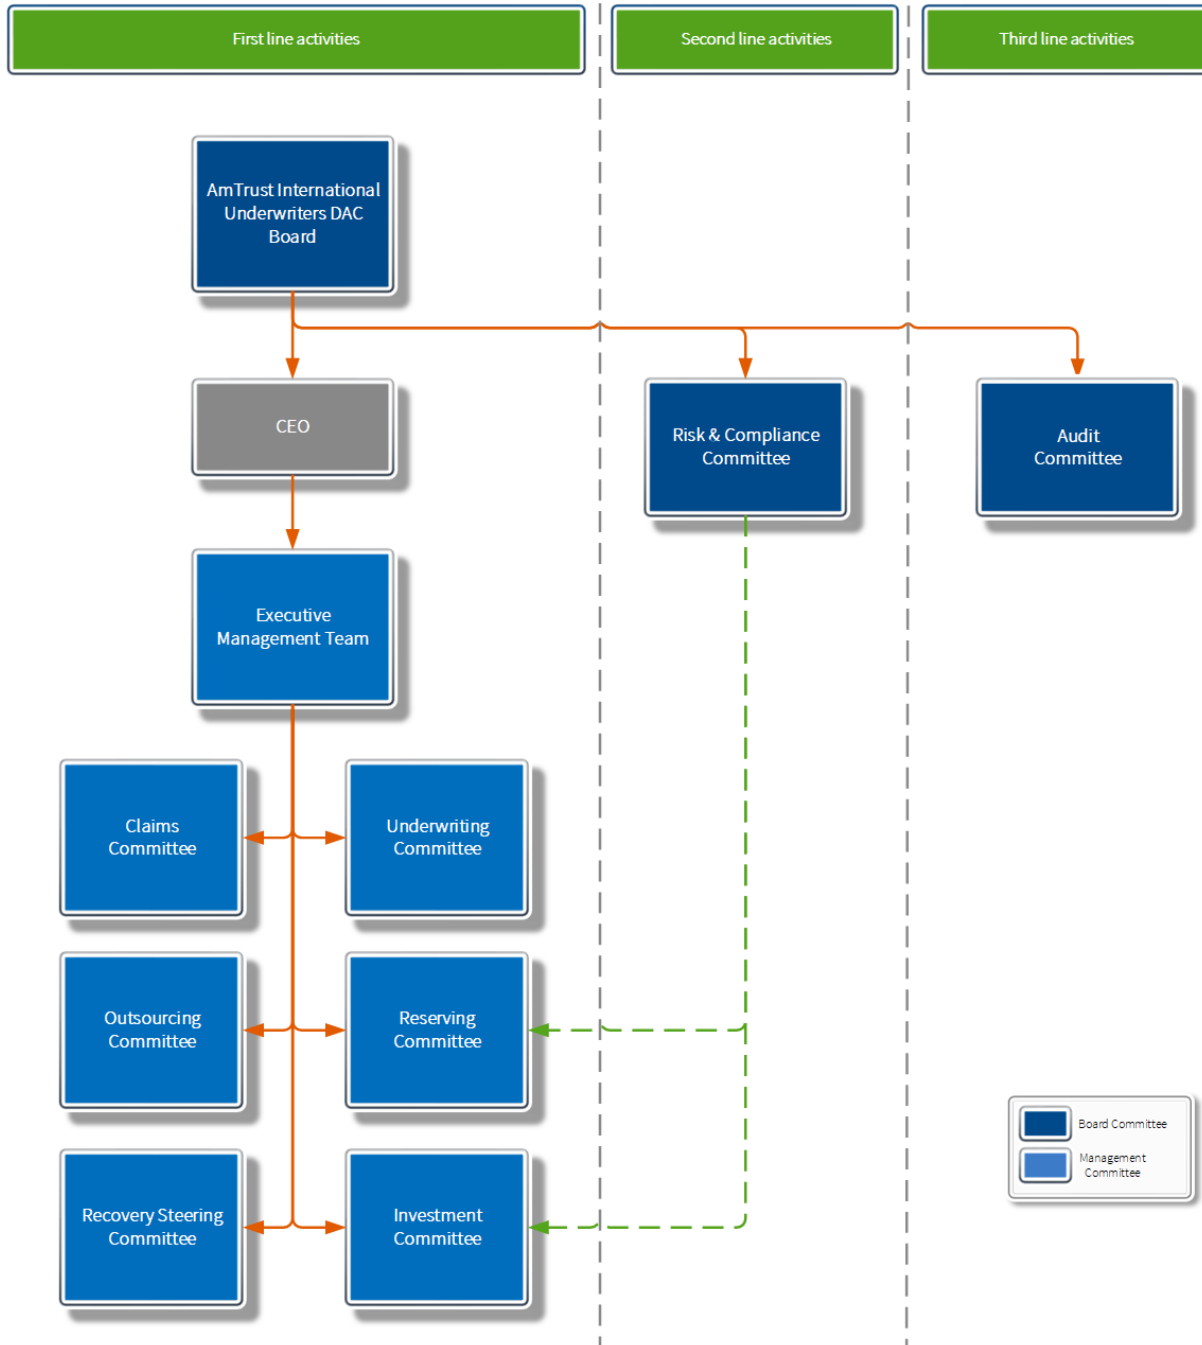 First line activities
Second line activities
Third line activities
AmTrust International
Underwriters DAC
Board
CEO
Risk & Compliance
Committee
Audit
Committee
Executive
Management Team
Claims
Committee
Underwriting
Committee
Outsourcing
Committee
Reserving
Committee
Recovery Steering
Committee
Investment
Committee
Board Committee
Management
Committee